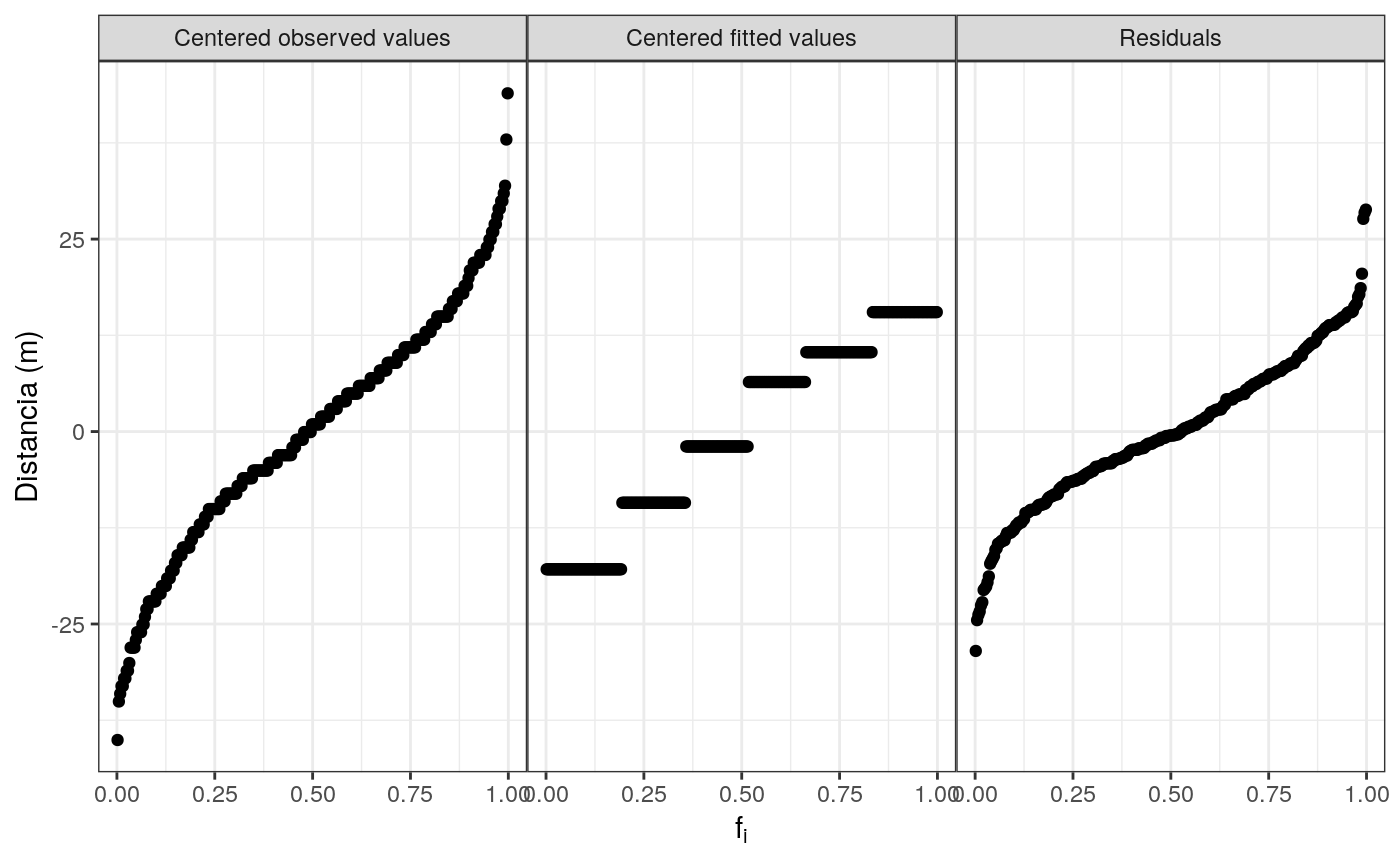 Centered observed values Centered fitted values Residuals
Distancia (m)
25
0
-25
0.00 0.25 0.50 0.75 1.00 0.00 0.25 0.50 0.75 1.00 0.00 0.25 0.50 0.75 1.00
fi